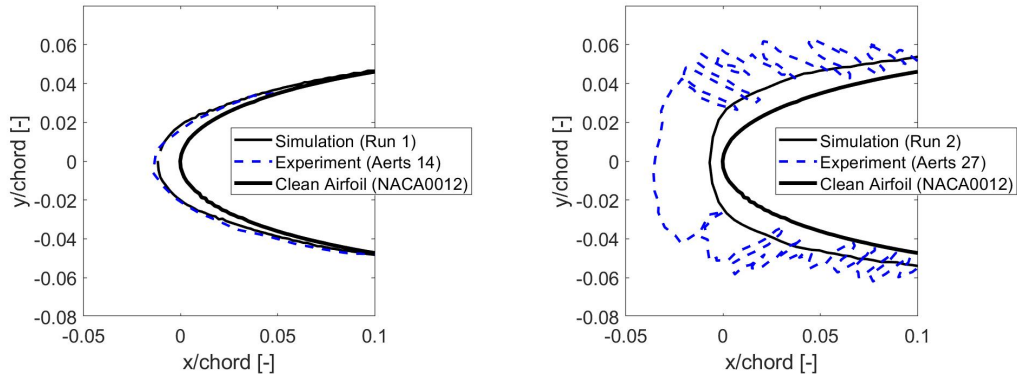 0.06
0.04
0.02
0
-0.02
-0.04
-0.06
-0.08
y/chord [-]
-0.05
0
0.05
0.1
x/chord [-]
Simulation (Run 1)
Experiment (Aerts 14)
Clean Airfoil (NACA0012)
0.06
0.04
0.02
0
-0.02
-0.04
-0.06
-0.08
y/chord [-]
-0.05
0
0.05
0.1
x/chord [-]
Simulation (Run 2)
Experiment (Aerts 27)
Clean Airfoil (NACA0012)